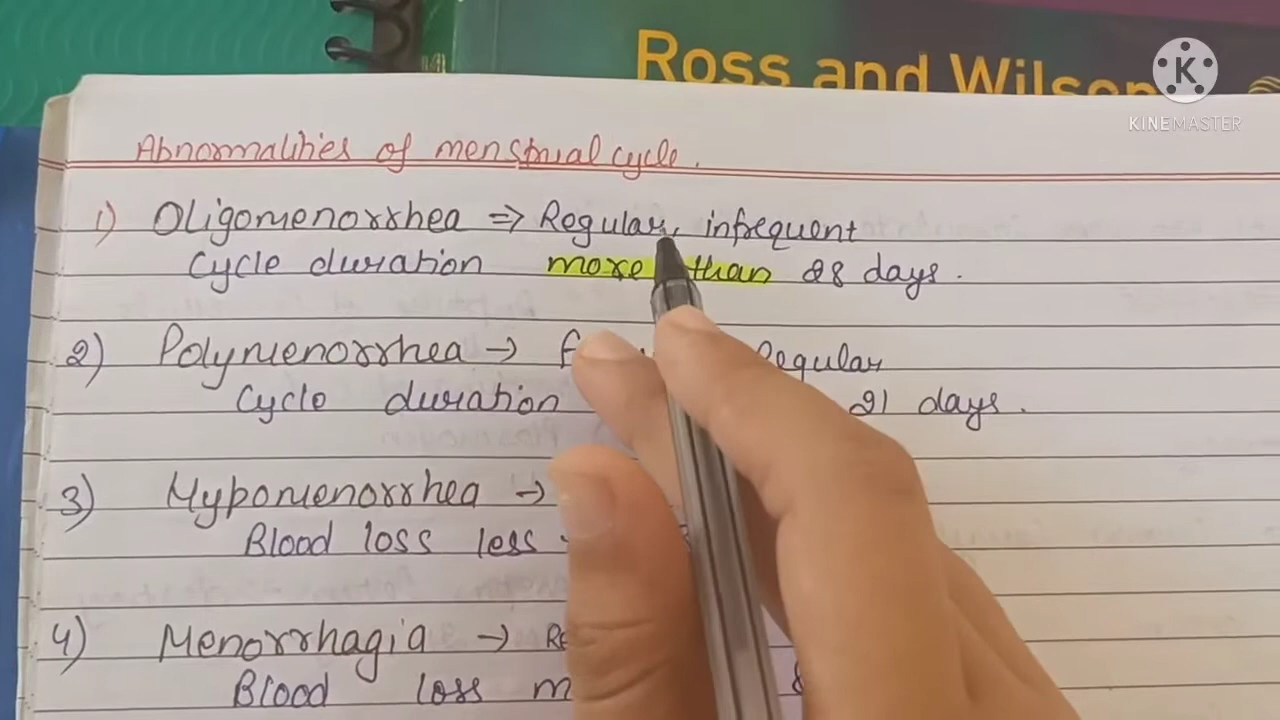 Ross and Wilson
KINEMASTER
Abnormalities of menstrual cycle.
1) Oligomenorrhea => Regular, infrequent
Cycle duration more than 28 days.
2) Polymenorrhea → Regular
Cycle duration 21 days.
3) Hypomenorrhea →
Blood loss less
4) Menorrhagia →
Blood loss